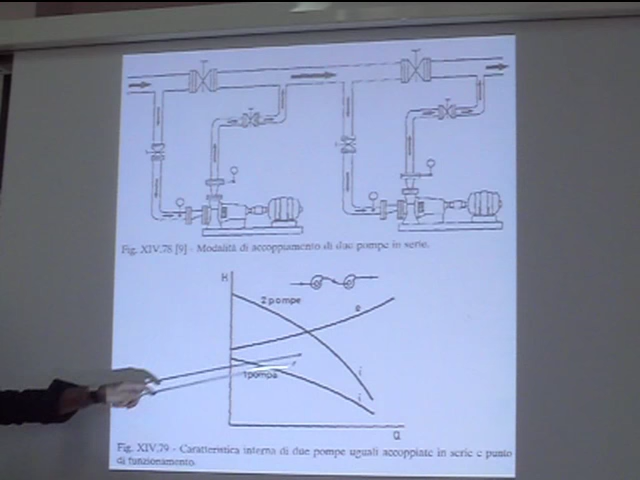 Fig. XIV.78 [9] - Modalità di accoppiamento di due pompe in serie.
H
2 pompe
e
i
1 pompa
i
Q
Fig. XIV.79 - Caratteristica interna di due pompe uguali accoppiate in serie e punto
di funzionamento